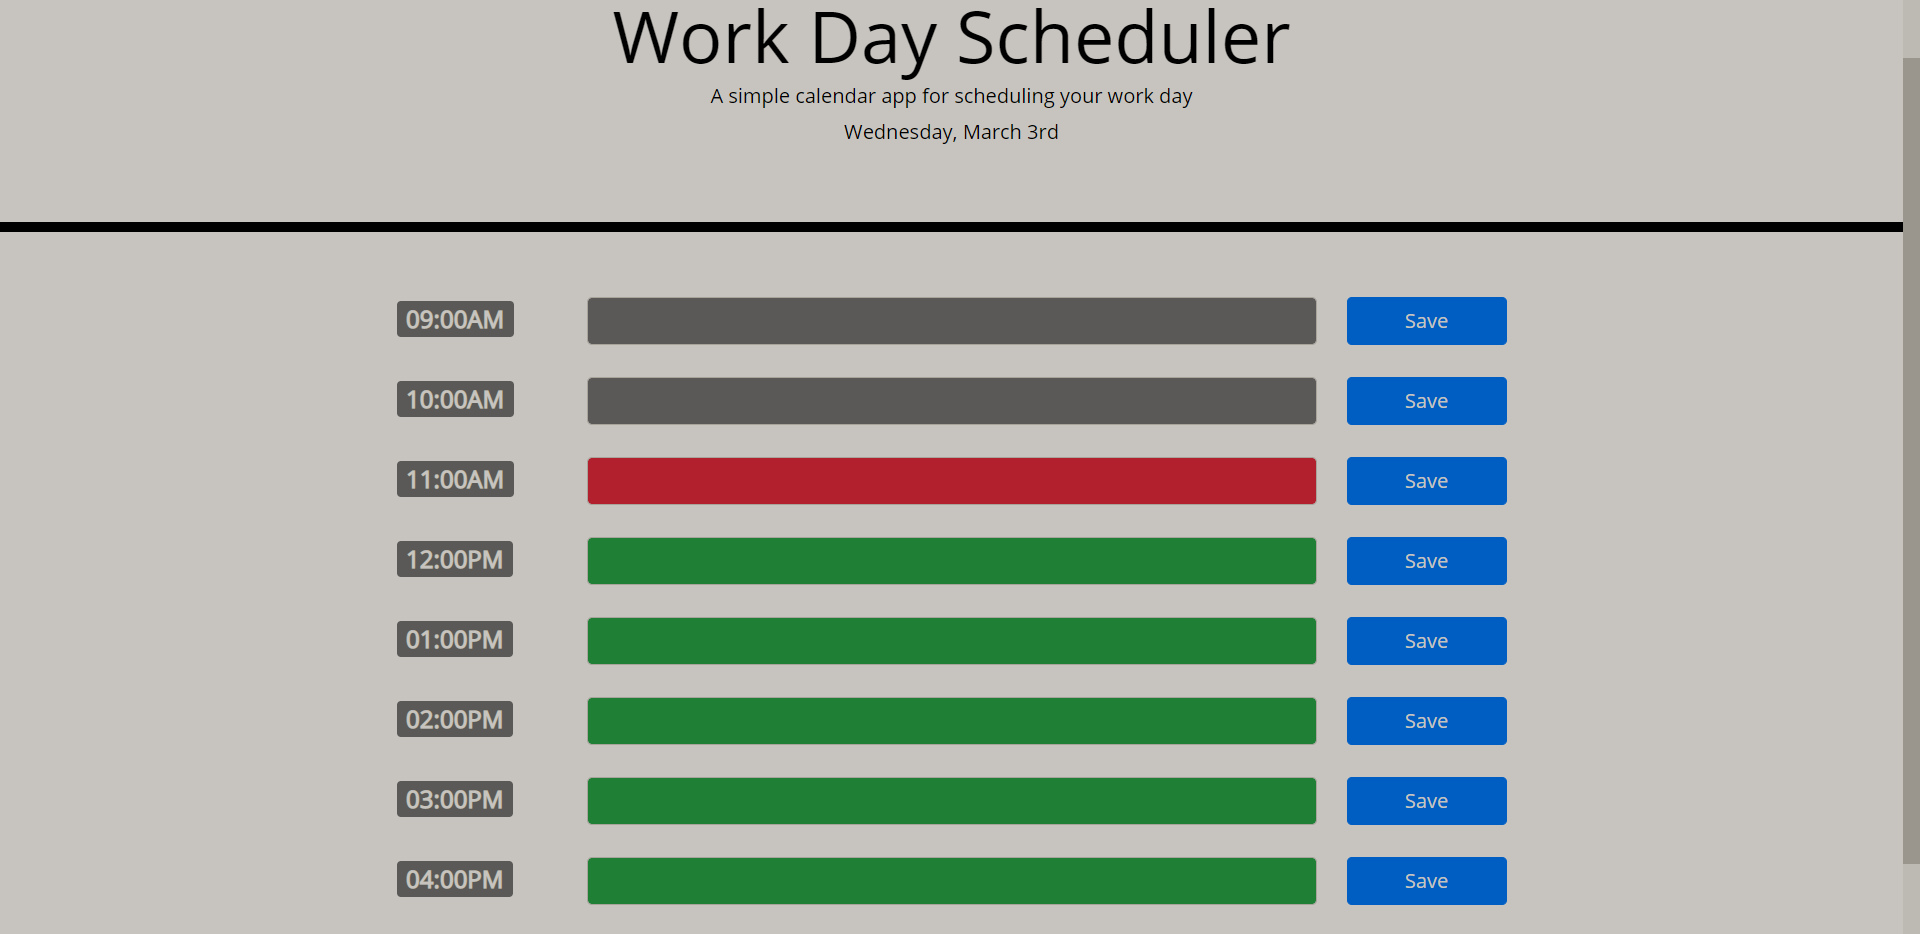 Work Day Scheduler
A simple calendar app for scheduling your work day
Wednesday, March 3rd
09:00AM Save
10:00AM Save
11:00AM Save
12:00PM Save
01:00PM Save
02:00PM Save
03:00PM Save
04:00PM Save